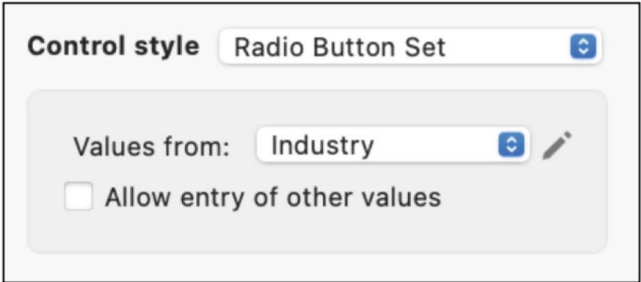 Control style Radio Button Set
Values from: Industry
Allow entry of other values